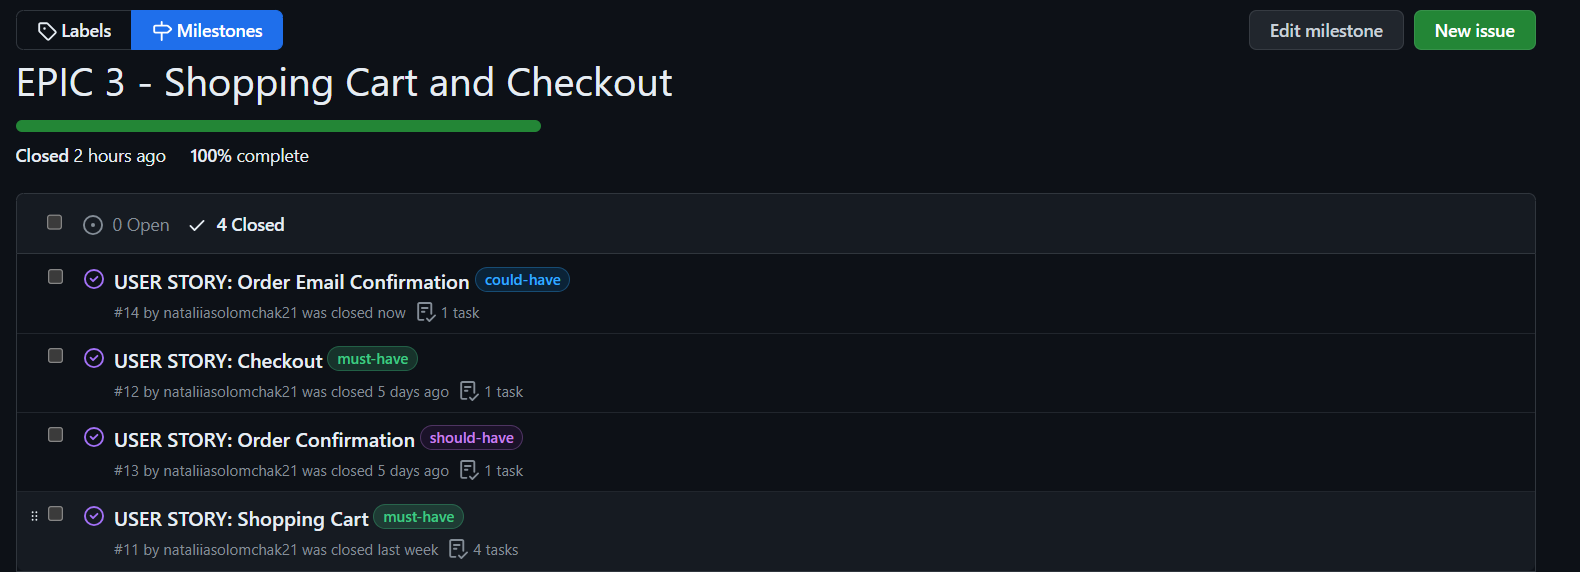 Labels Milestones Edit milestone New issue
EPIC 3 - Shopping Cart and Checkout
Closed 2 hours ago 100% complete
0 Open 4 Closed
USER STORY: Order Email Confirmation could-have
#14 by nataliiasolomchak21 was closed now 1 task
USER STORY: Checkout must-have
#12 by nataliiasolomchak21 was closed 5 days ago 1 task
USER STORY: Order Confirmation should-have
#13 by nataliiasolomchak21 was closed 5 days ago 1 task
USER STORY: Shopping Cart must-have
#11 by nataliiasolomchak21 was closed last week 4 tasks